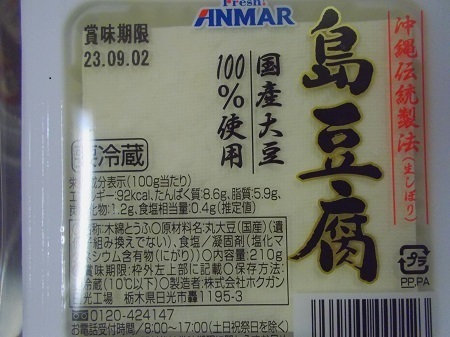 Fresh!
ANMAR
賞味期限
23.09.02
沖縄伝統製法(生しぼり)
島豆腐
国産大豆
100%使用
要冷蔵
栄養成分表示(100g当たり)
エネルギー:92kcal、たんぱく質:8.6g、脂質:5.9g、
炭水化物:1.2g、食塩相当量:0.4g(推定値)
名称:木綿とうふ○原材料名:丸大豆(国産)(遺
伝子組み換えでない)、食塩/凝固剤(塩化マ
グネシウム含有物(にがり))○内容量:210g
賞味期限:枠外左上部に記載○保存方法:
冷蔵(10℃以下)○製造者:株式会社ホクガン
日光工場 栃木県日光市轟1195-3
0120-424147
お電話受付時間/8:00〜17:00(土日祝祭日を除く)
PP,PA